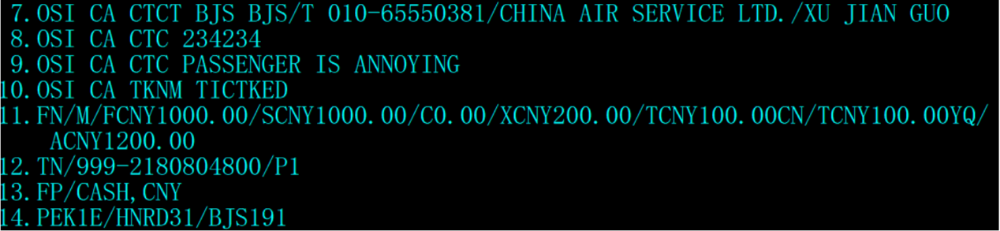 7.OSI CA CTCT BJS BJS/T 010-65550381/CHINA AIR SERVICE LTD./XU JIAN GUO
8.OSI CA CTC 234234
9.OSI CA CTC PASSENGER IS ANNOYING
10.OSI CA TKNM TICTKED
11.FN/M/FCNY1000.00/SCNY1000.00/C0.00/XCNY200.00/TCNY100.00CN/TCNY100.00YQ/
ACNY1200.00
12.TN/999-2180804800/P1
13.FP/CASH,CNY
14.PEK1E/HNRD31/BJS191